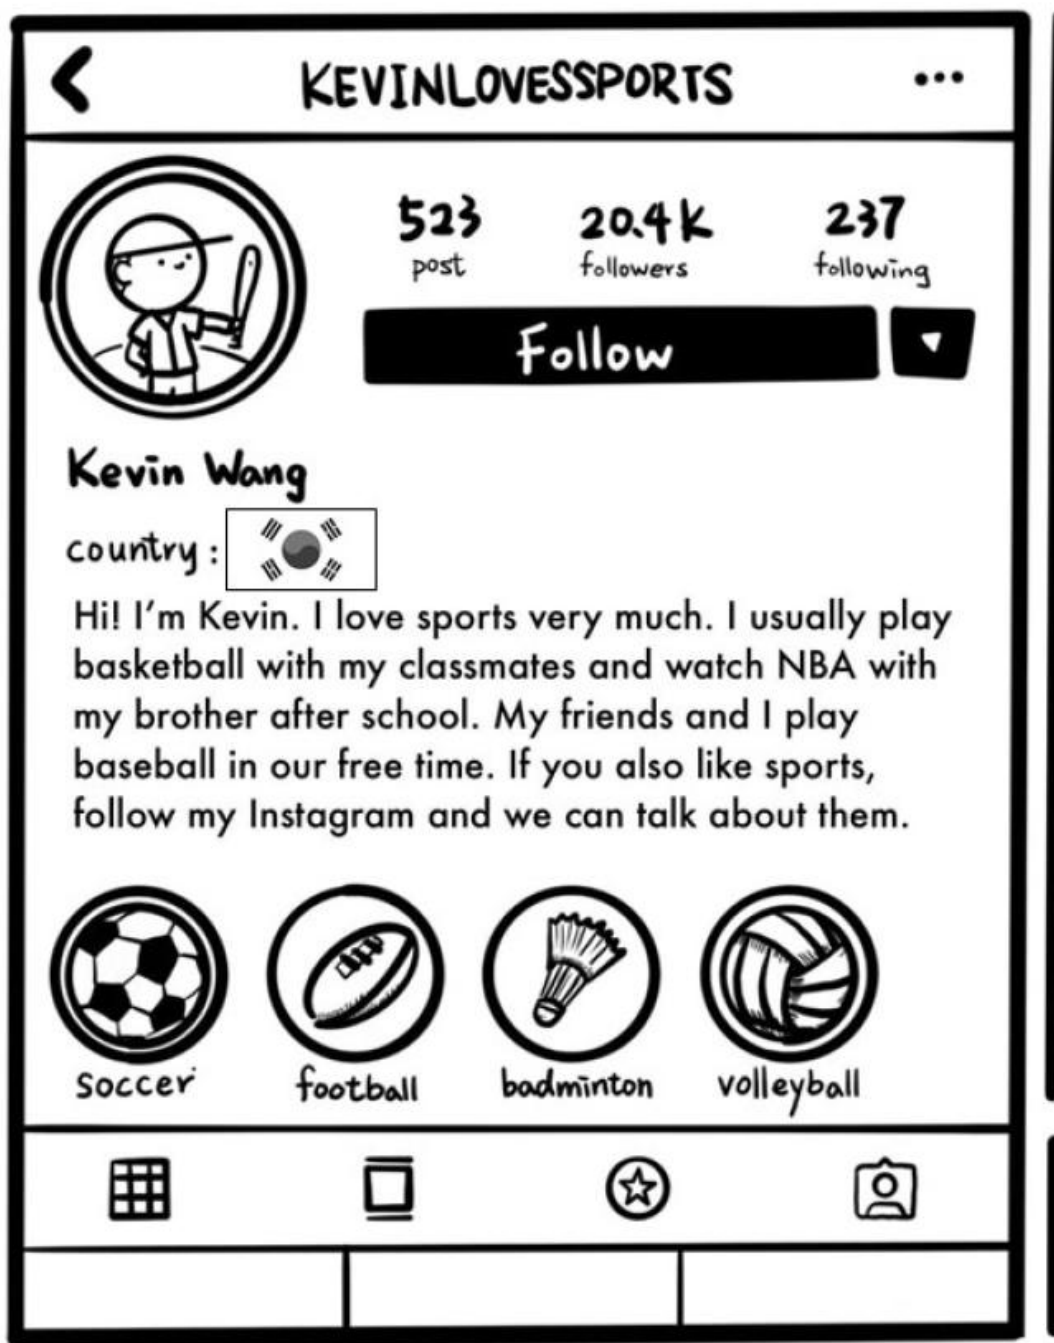 KEVINLOVESSPORTS
523 20.4K 237
post followers following
Follow
Kevin Wang
country :
Hi! I'm Kevin. I love sports very much. I usually play
basketball with my classmates and watch NBA with
my brother after school. My friends and I play
baseball in our free time. If you also like sports,
follow my Instagram and we can talk about them.
soccer football badminton volleyball